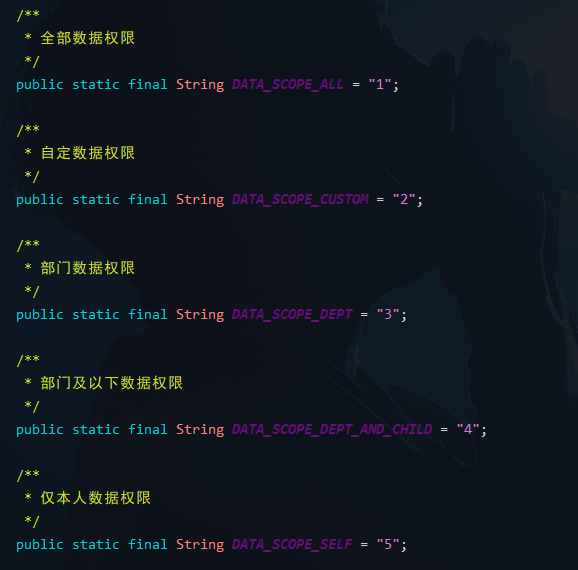 /**
 * 全部数据权限
 */
public static final String DATA_SCOPE_ALL = "1";

/**
 * 自定数据权限
 */
public static final String DATA_SCOPE_CUSTOM = "2";

/**
 * 部门数据权限
 */
public static final String DATA_SCOPE_DEPT = "3";

/**
 * 部门及以下数据权限
 */
public static final String DATA_SCOPE_DEPT_AND_CHILD = "4";

/**
 * 仅本人数据权限
 */
public static final String DATA_SCOPE_SELF = "5";